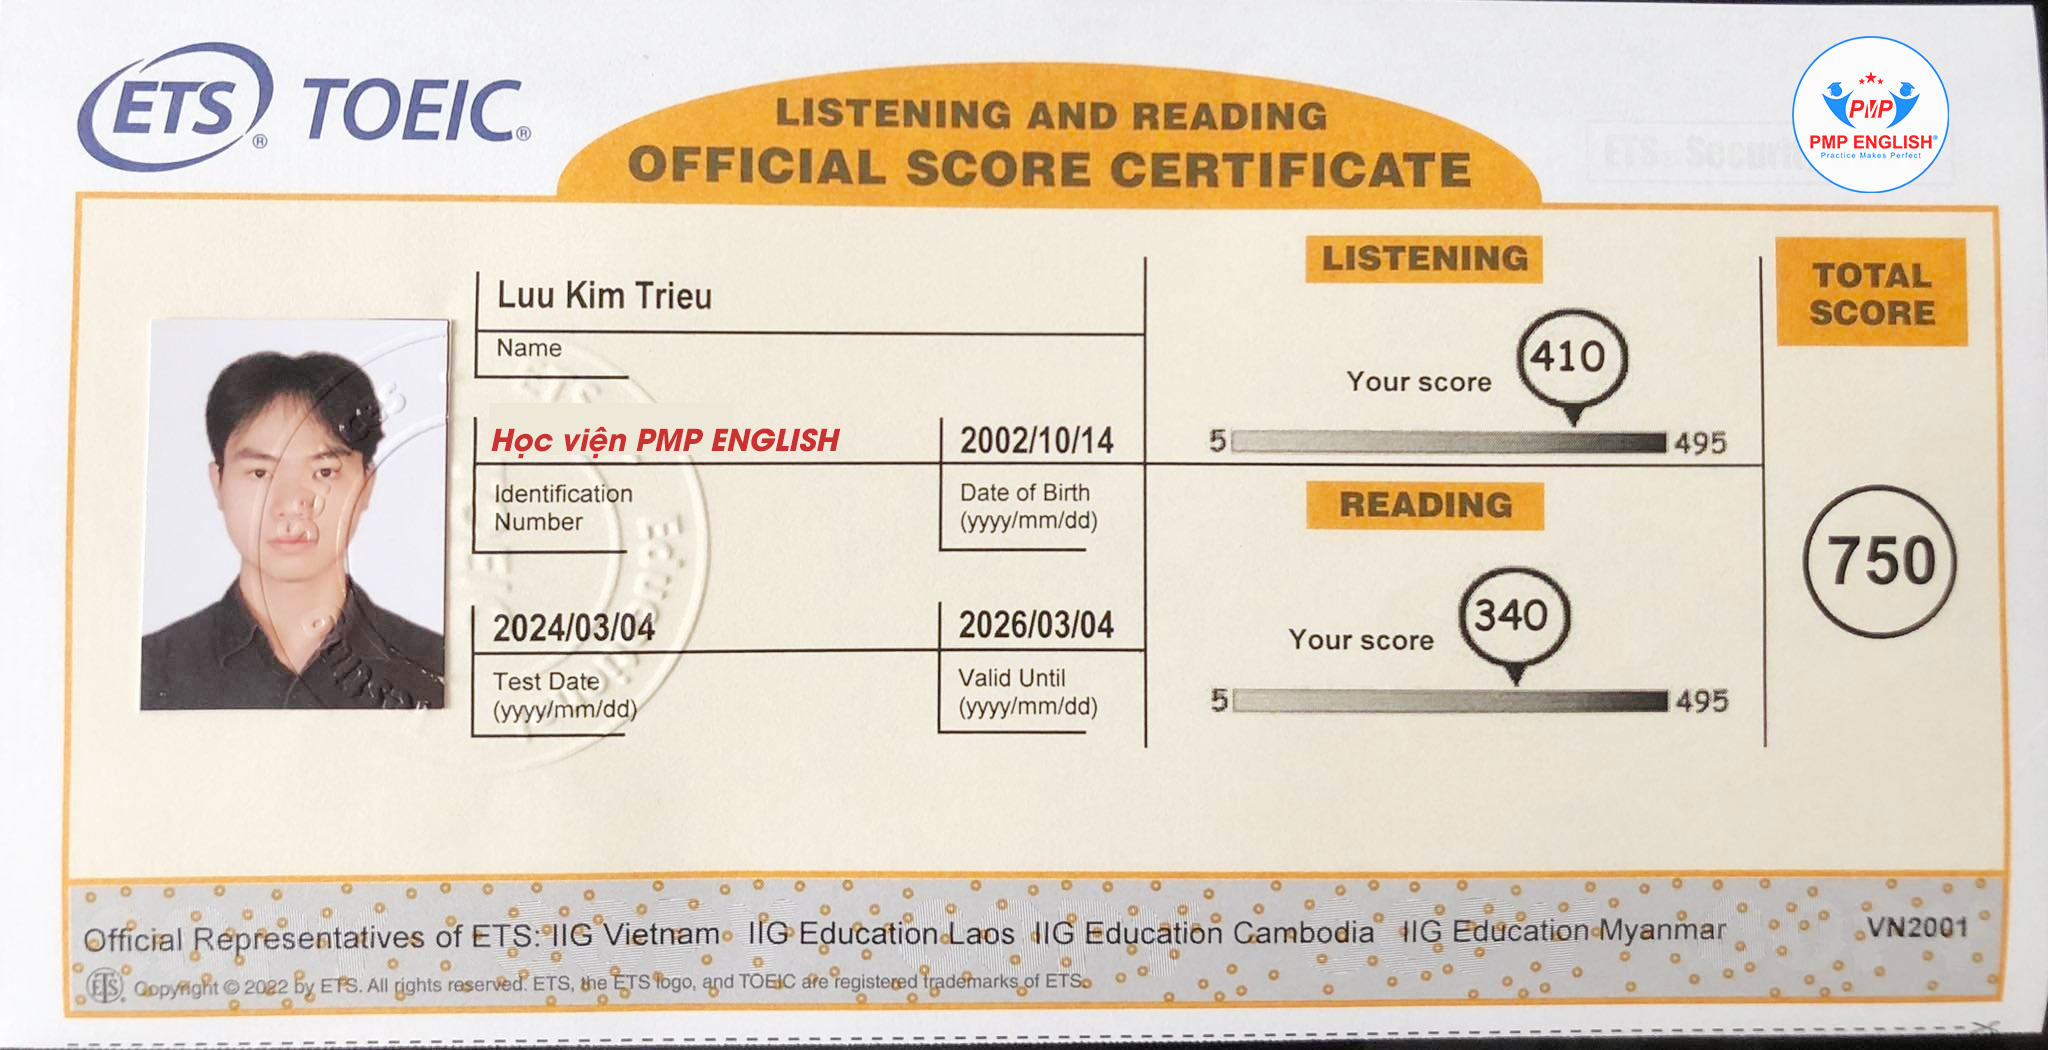 ETS® TOEIC®
LISTENING AND READING
OFFICIAL SCORE CERTIFICATE
PMP
PMP ENGLISH®
Practice Makes Perfect
ETS
Luu Kim Trieu
Name
Học viện PMP ENGLISH
Identification
Number
2002/10/14
Date of Birth
(yyyy/mm/dd)
2024/03/04
Test Date
(yyyy/mm/dd)
2026/03/04
Valid Until
(yyyy/mm/dd)
LISTENING
Your score
410
5 495
READING
Your score
340
5 495
TOTAL
SCORE
750
Official Representatives of ETS: IIG Vietnam IIG Education Laos IIG Education Cambodia IIG Education Myanmar
VN2001
ETS® Copyright © 2022 by ETS. All rights reserved. ETS, the ETS logo, and TOEIC are registered trademarks of ETS.